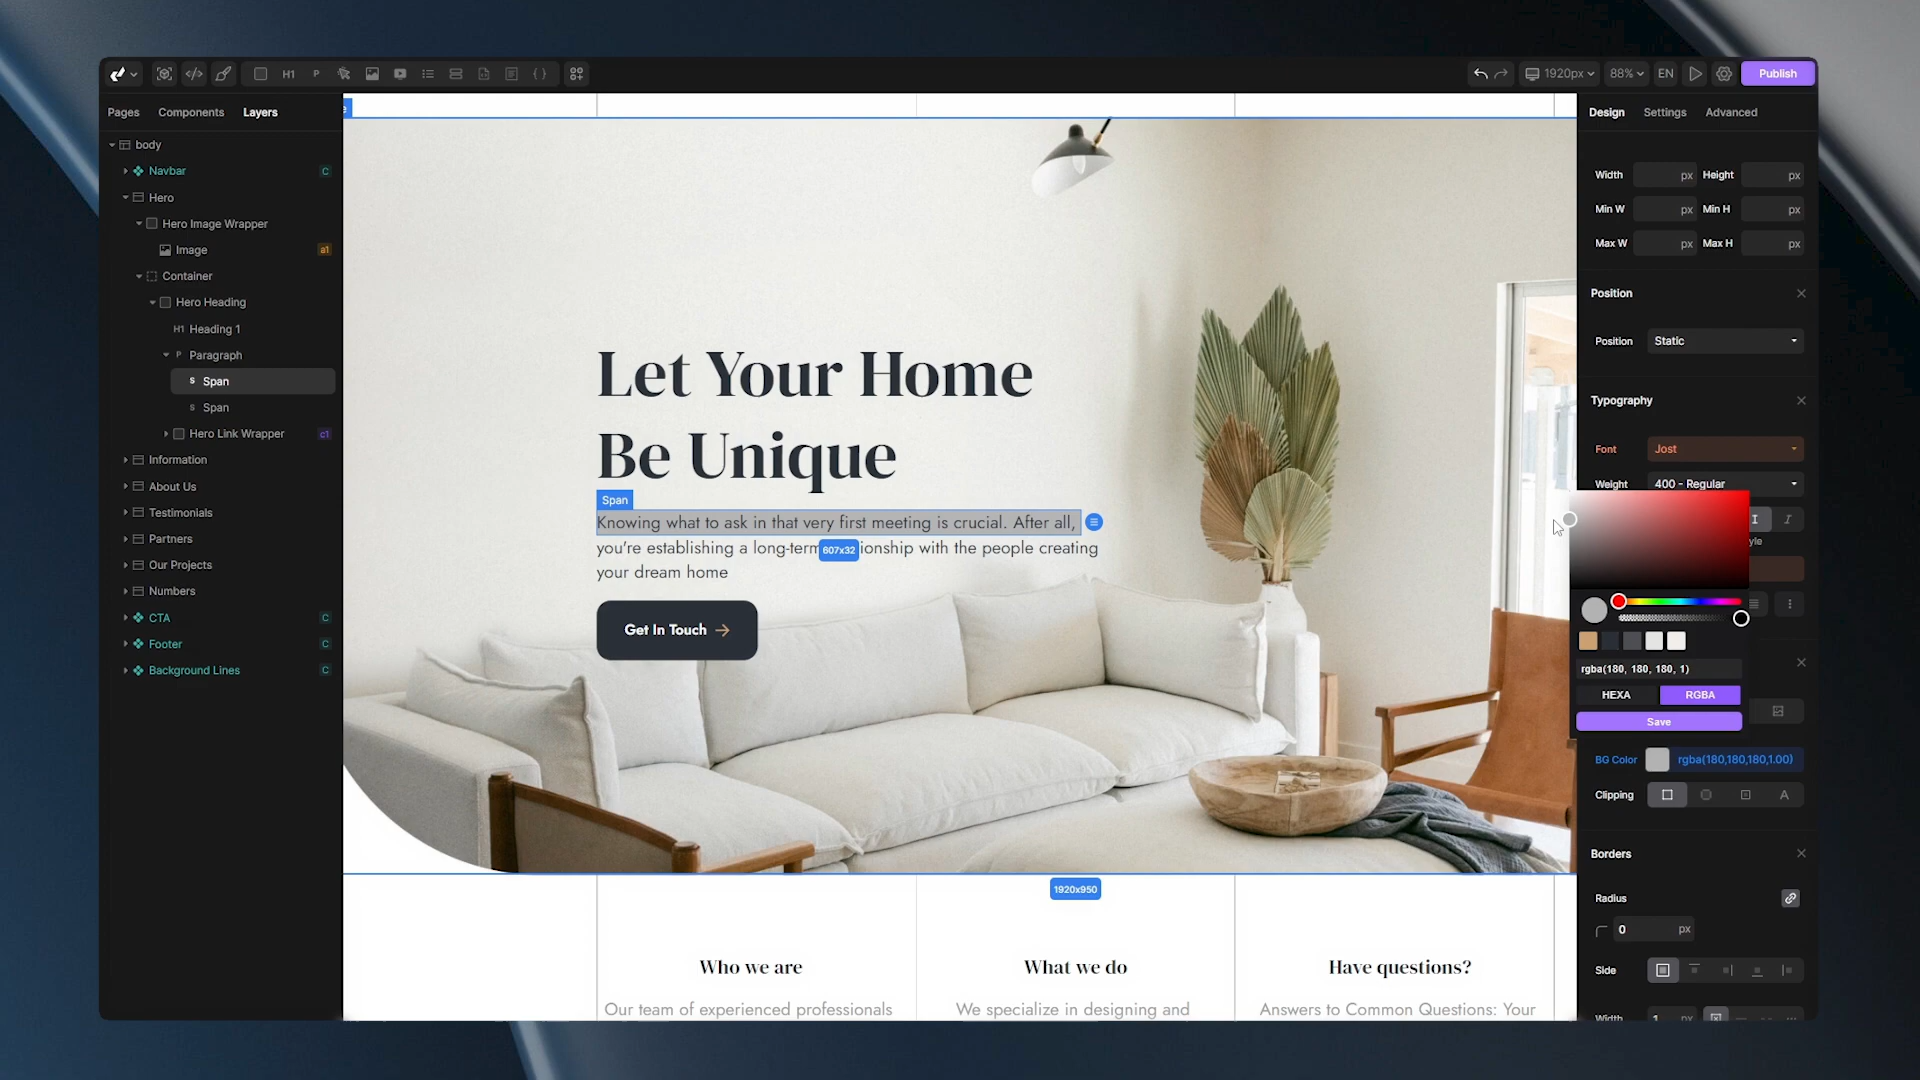 H1
P
1920px
88%
EN
Publish
Pages
Components
Layers
body
Navbar
C
Hero
Hero Image Wrapper
Image
a1
Container
Hero Heading
H1 Heading 1
P Paragraph
S Span
S Span
Hero Link Wrapper
c1
Information
About Us
Testimonials
Partners
Our Projects
Numbers
CTA
C
Footer
C
Background Lines
C
Let Your Home
Be Unique
Span
Knowing what to ask in that very first meeting is crucial. After all,
you're establishing a long-term
607x32
ionship with the people creating
your dream home
Get In Touch
1920x950
Who we are
What we do
Have questions?
Our team of experienced professionals
We specialize in designing and
Answers to Common Questions: Your
Design
Settings
Advanced
Width
px
Height
px
Min W
px
Min H
px
Max W
px
Max H
px
Position
Position
Static
Typography
Font
Jost
Weight
400 - Regular
yle
rgba(180, 180, 180, 1)
HEXA
RGBA
Save
BG Color
rgba(180,180,180,1.00)
Clipping
A
Borders
Radius
0
px
Side
Width
1
px